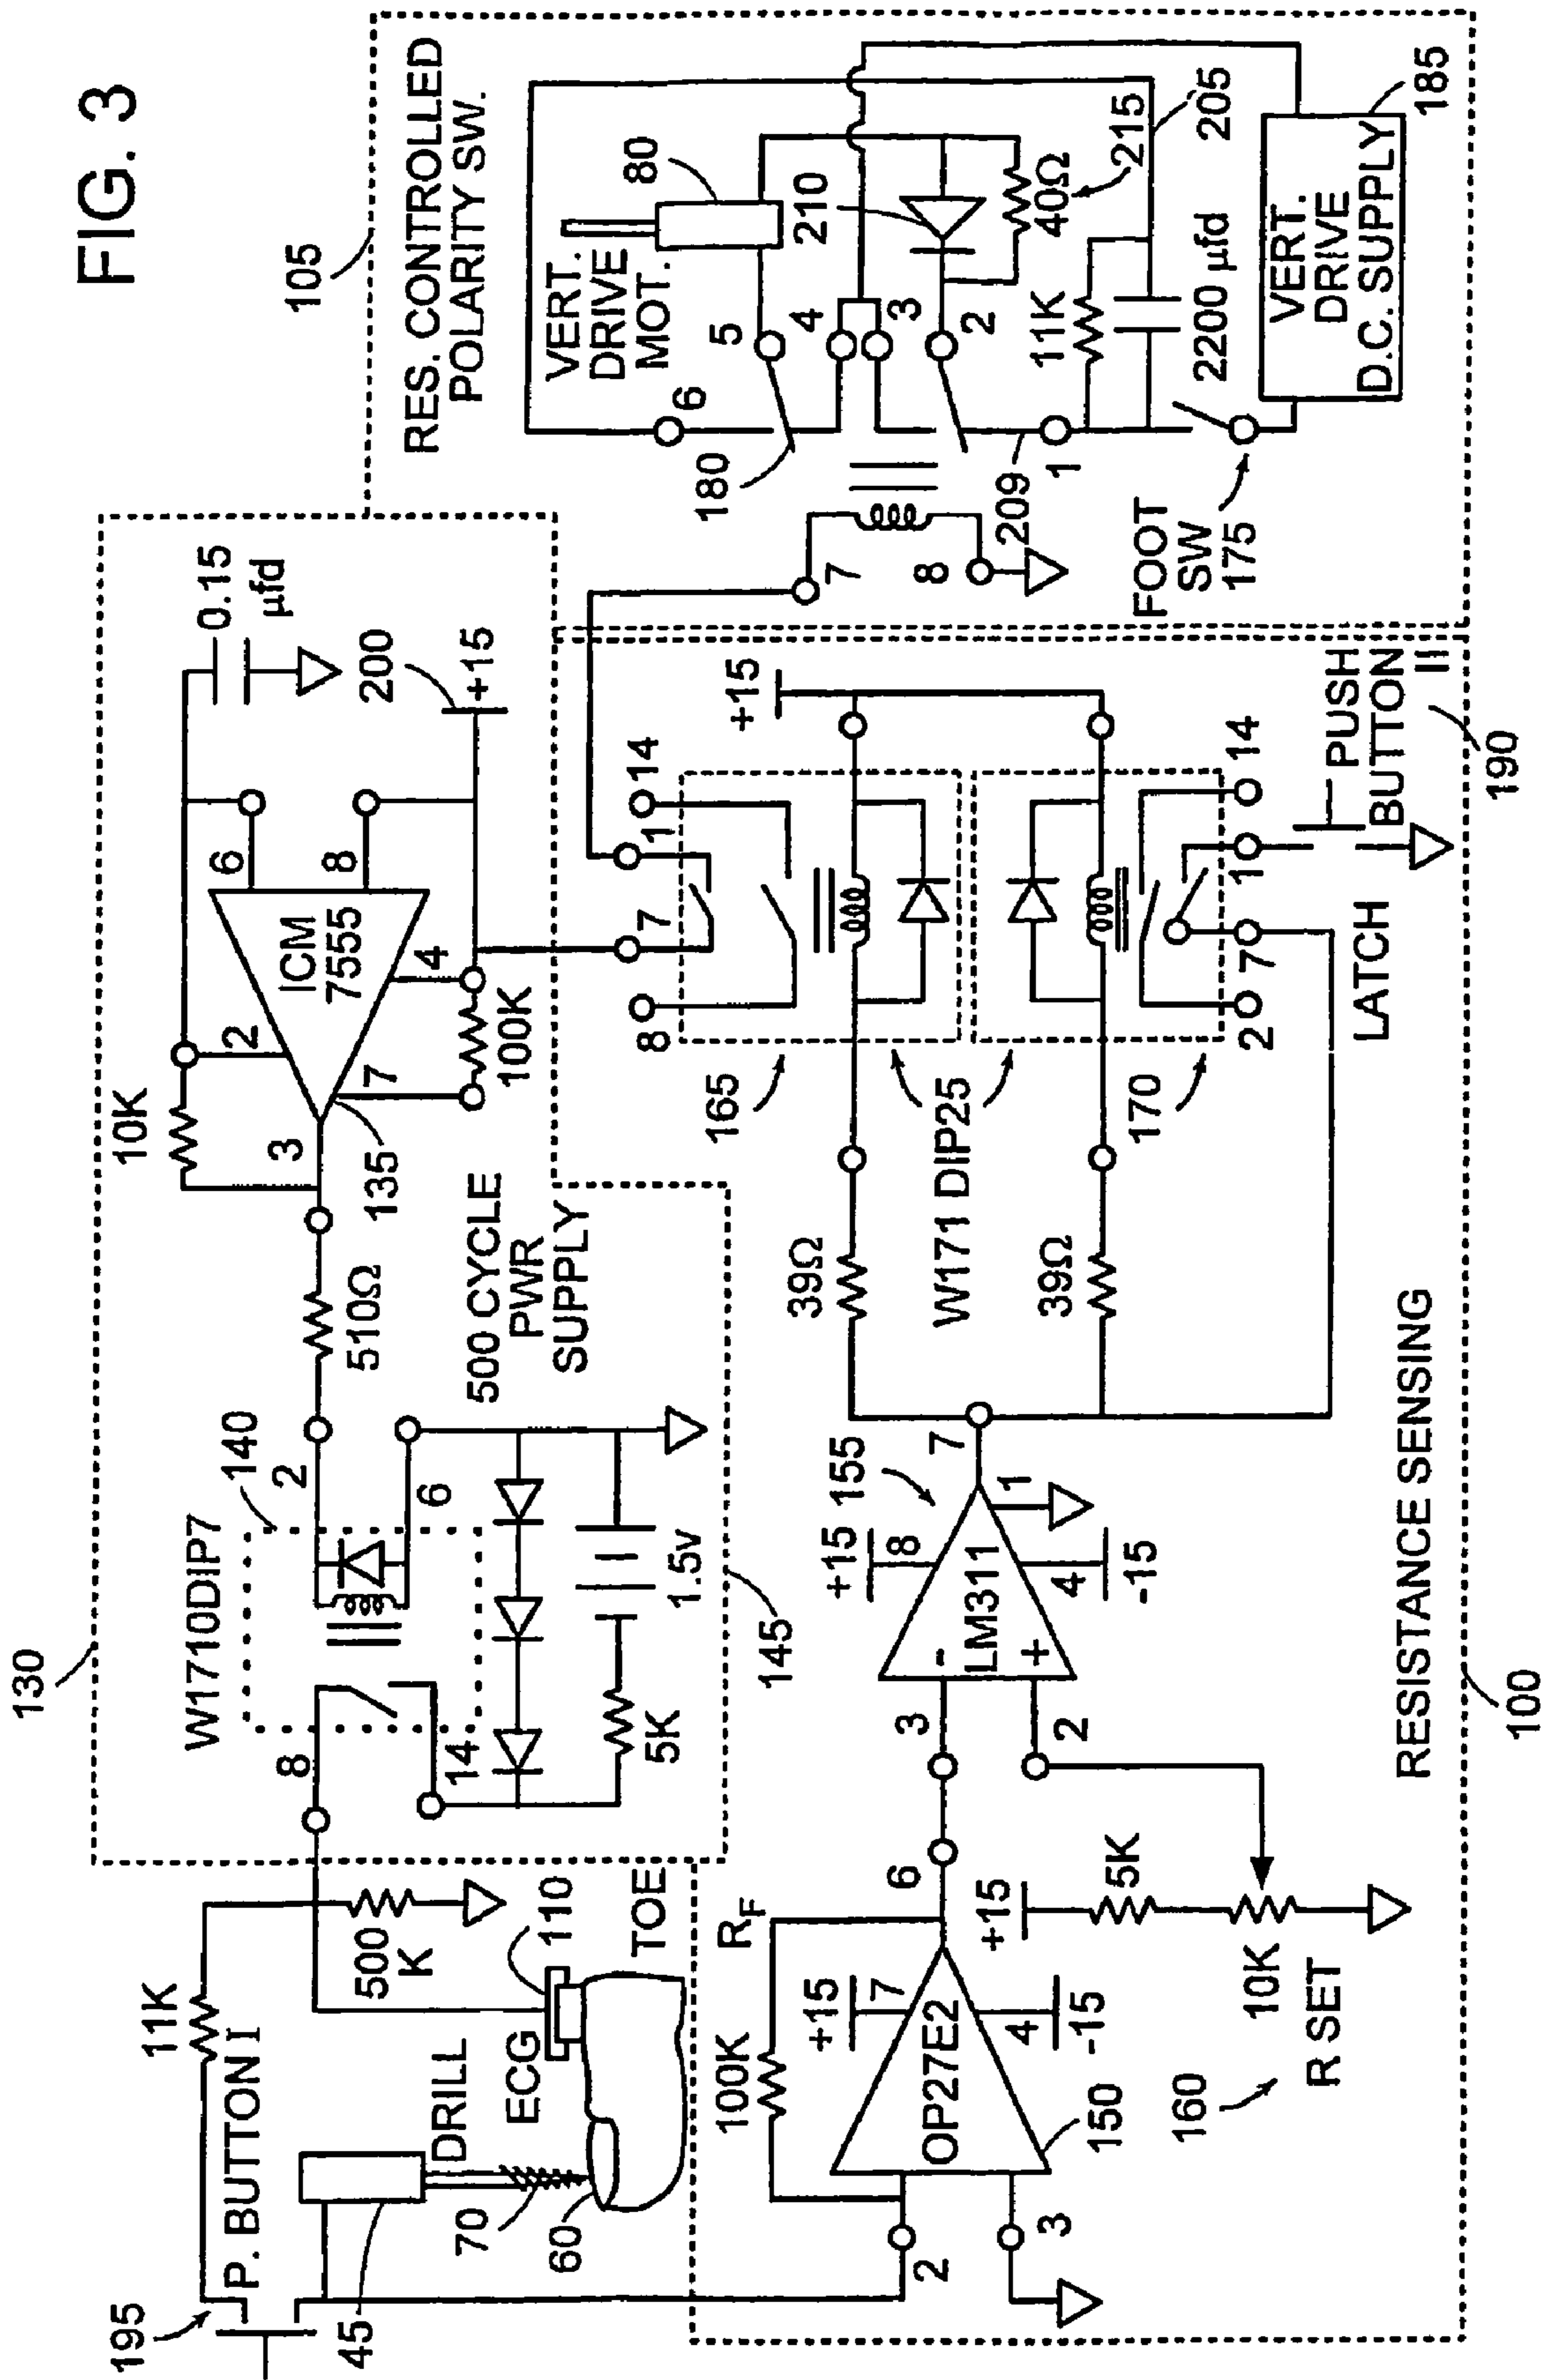 FIG. 3
130
W1710DIP7
140
2
8
6
14
5K
1.5v
145
510Ω
500 CYCLE
PWR
SUPPLY
10K
3
2
6
8
4
7
ICM
7555
135
100K
0.15
µfd
200
+15
105
RES. CONTROLLED
POLARITY SW.
VERT.
DRIVE
MOT.
80
6
5
4
3
2
180
210
40Ω
215
205
11K
2200 µfd
209
1
7
8
FOOT
SW
175
VERT.
DRIVE
D.C. SUPPLY
185
195
P. BUTTON I
11K
500
K
45
DRILL
ECG
110
70
60
TOE
100K
RF
+15
7
6
2
3
OP27E2
4
-15
150
160
R SET
10K
5K
+15
3
2
-
+
LM311
+15
8
4
-15
1
7
155
39Ω
39Ω
W171 DIP25
165
170
8
7
1
14
+15
2
7
1
14
LATCH
PUSH
BUTTON
II
190
RESISTANCE SENSING
100